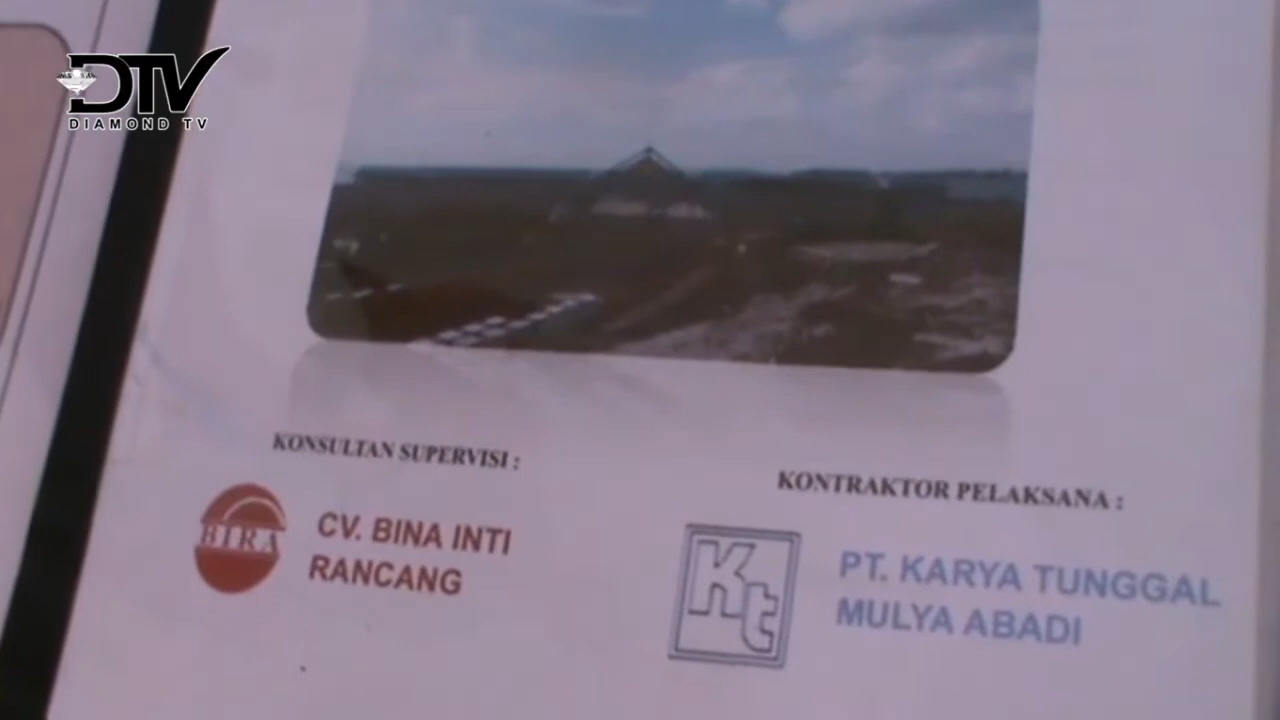 DTV
DIAMOND TV
KONSULTAN SUPERVISI :
BIRA
CV. BINA INTI
RANCANG
KONTRAKTOR PELAKSANA :
Kt
PT. KARYA TUNGGAL
MULYA ABADI